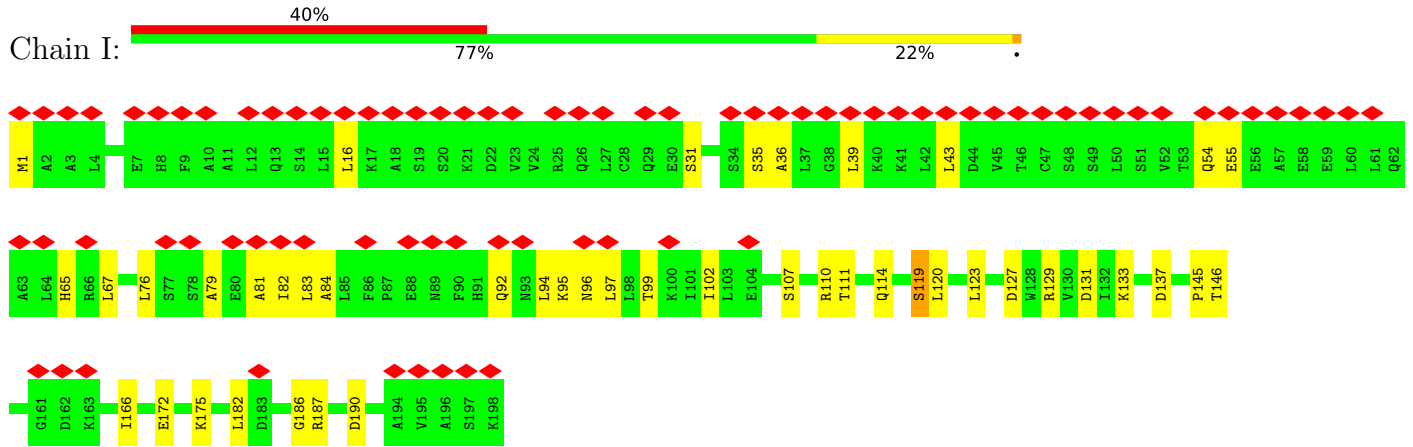 40%
Chain I:
77% 22% •
M1 A2 A3 L4 E7 H8 F9 A10 A11 L12 Q13 S14 L15 L16 K17 A18 S19 S20 K21 D22 V23 V24 R25 Q26 L27 C28 Q29 E30 S31 S34 S35 A36 L37 G38 L39 K40 K41 L42 L43 D44 V45 T46 C47 S48 S49 L50 S51 V52 T53 Q54 E55 E56 A57 E58 E59 L60 L61 Q62
A63 L64 H65 R66 L67 L76 S77 S78 A79 E80 A81 I82 L83 A84 L85 F86 P87 E88 N89 F90 H91 Q92 N93 L94 K95 N96 L97 L98 T99 K100 I101 I102 L103 E104 S107 R110 T111 Q114 S119 L120 L123 D127 W128 R129 V130 D131 I132 K133 D137 P145 T146
G161 D162 K163 I166 E172 K175 L182 D183 G186 R187 D190 A194 V195 A196 S197 K198